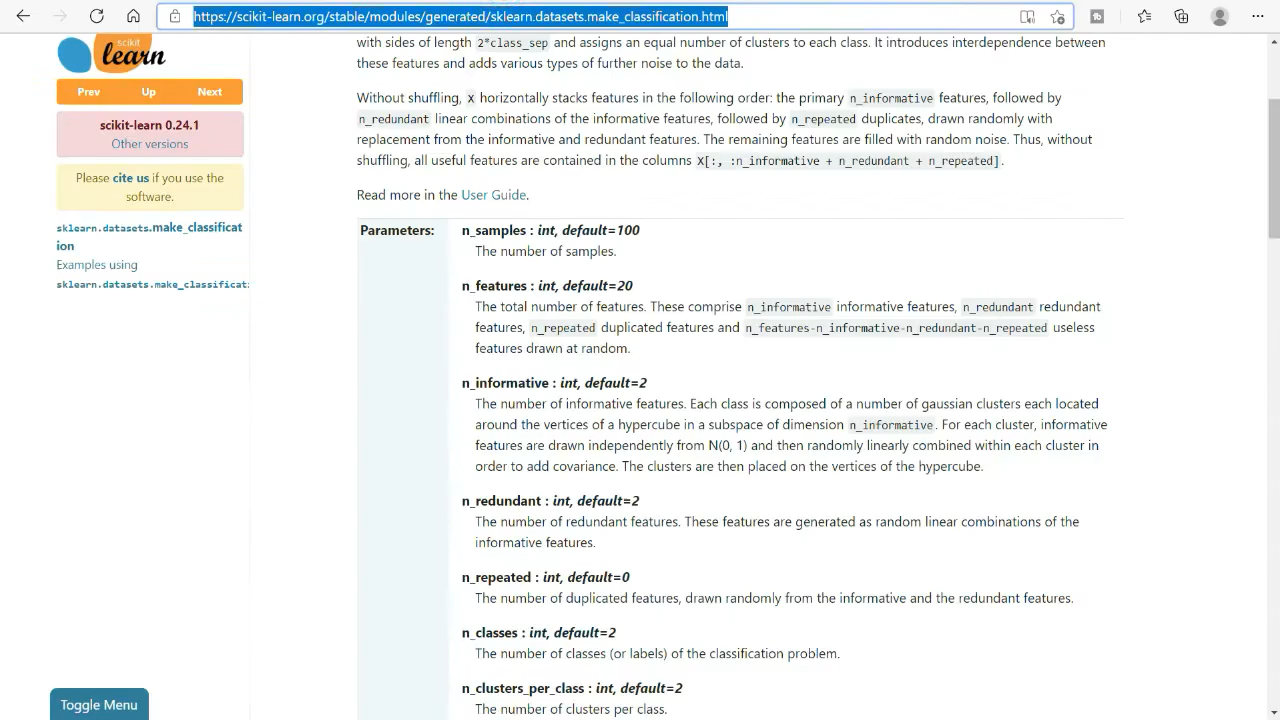 https://scikit-learn.org/stable/modules/generated/sklearn.datasets.make_classification.html
scikit
learn
Prev Up Next
scikit-learn 0.24.1
Other versions
Please cite us if you use the
software.
sklearn.datasets.make_classificat
ion
Examples using
sklearn.datasets.make_classificati
Toggle Menu
with sides of length 2*class_sep and assigns an equal number of clusters to each class. It introduces interdependence between
these features and adds various types of further noise to the data.
Without shuffling, X horizontally stacks features in the following order: the primary n_informative features, followed by
n_redundant linear combinations of the informative features, followed by n_repeated duplicates, drawn randomly with
replacement from the informative and redundant features. The remaining features are filled with random noise. Thus, without
shuffling, all useful features are contained in the columns X[:, :n_informative + n_redundant + n_repeated].
Read more in the User Guide.
Parameters:
n_samples : int, default=100
The number of samples.
n_features : int, default=20
The total number of features. These comprise n_informative informative features, n_redundant redundant
features, n_repeated duplicated features and n_features-n_informative-n_redundant-n_repeated useless
features drawn at random.
n_informative : int, default=2
The number of informative features. Each class is composed of a number of gaussian clusters each located
around the vertices of a hypercube in a subspace of dimension n_informative. For each cluster, informative
features are drawn independently from N(0, 1) and then randomly linearly combined within each cluster in
order to add covariance. The clusters are then placed on the vertices of the hypercube.
n_redundant : int, default=2
The number of redundant features. These features are generated as random linear combinations of the
informative features.
n_repeated : int, default=0
The number of duplicated features, drawn randomly from the informative and the redundant features.
n_classes : int, default=2
The number of classes (or labels) of the classification problem.
n_clusters_per_class : int, default=2
The number of clusters per class.